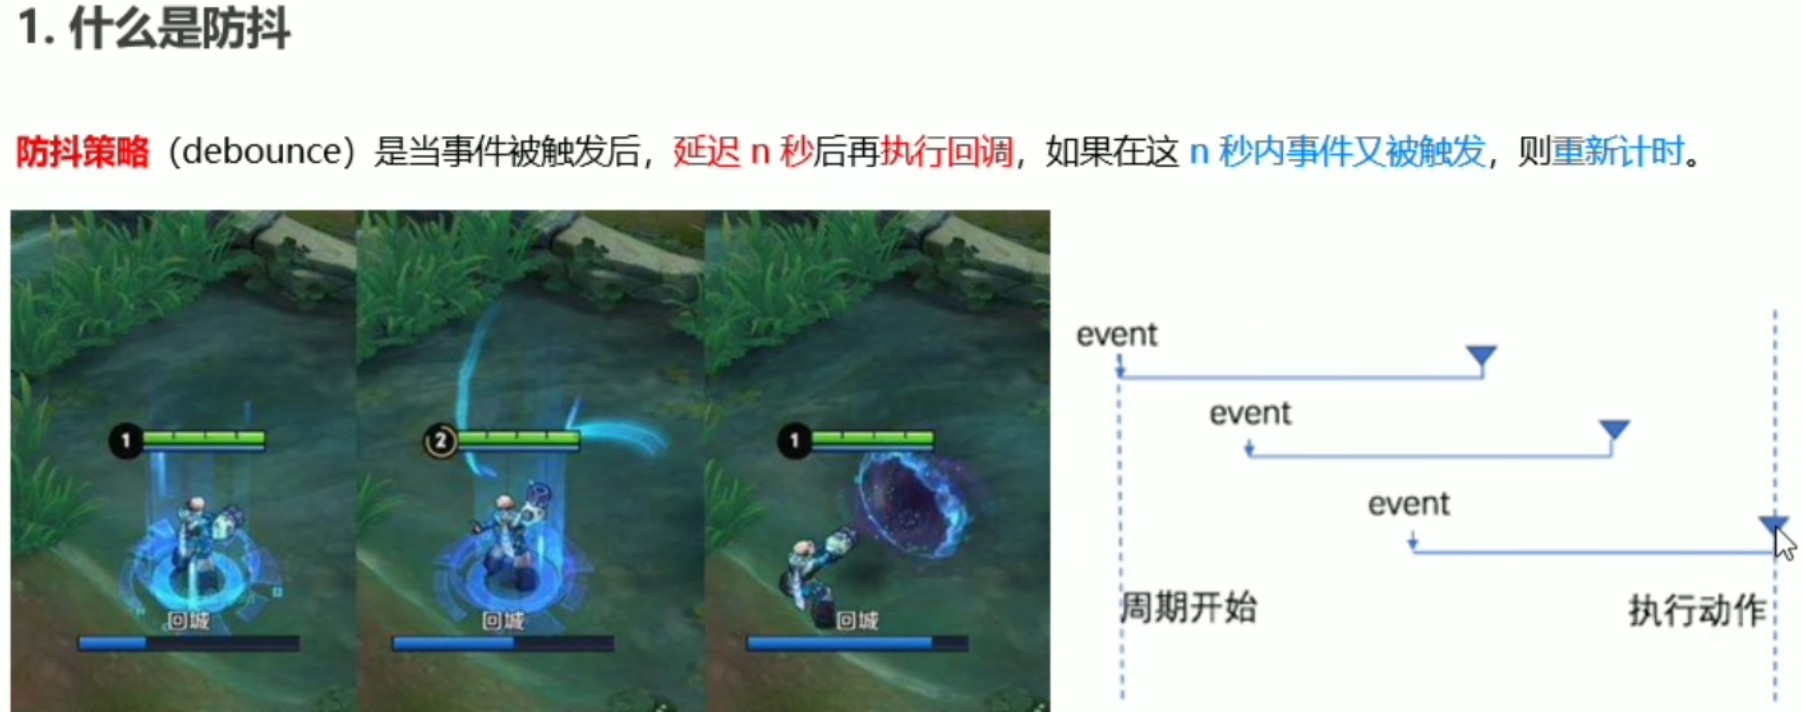 1. 什么是防抖
防抖策略（debounce）是当事件被触发后，延迟 n 秒后再执行回调，如果在这 n 秒内事件又被触发，则重新计时。
1
2
1
回城
回城
回城
event
event
event
周期开始
执行动作